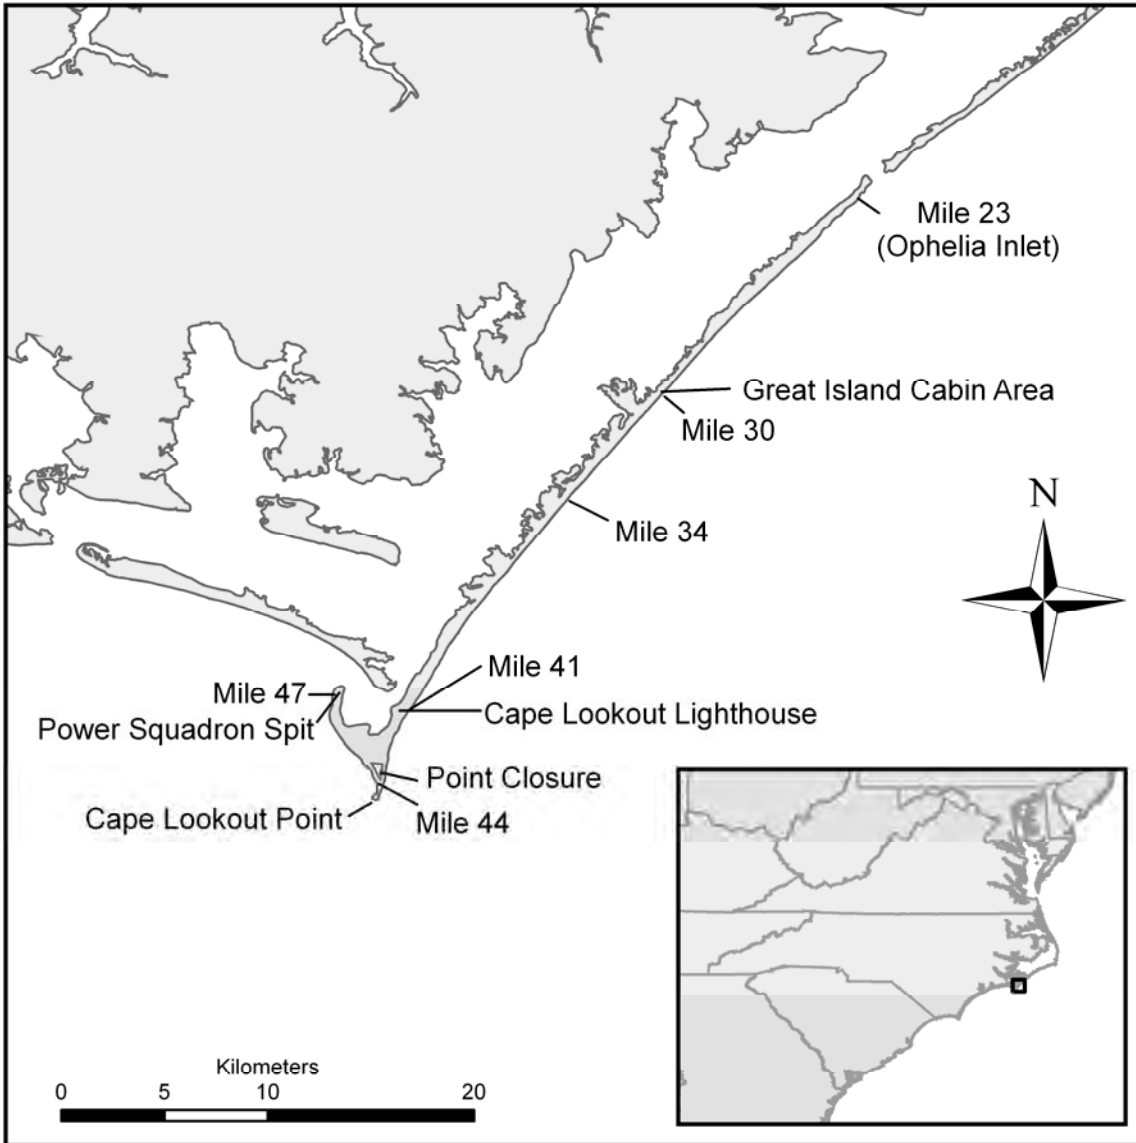 Mile 23
(Ophelia Inlet)
Great Island Cabin Area
Mile 30
N
Mile 34
Mile 41
Mile 47
Cape Lookout Lighthouse
Power Squadron Spit
Point Closure
Cape Lookout Point
Mile 44
Kilometers
0 5 10 20